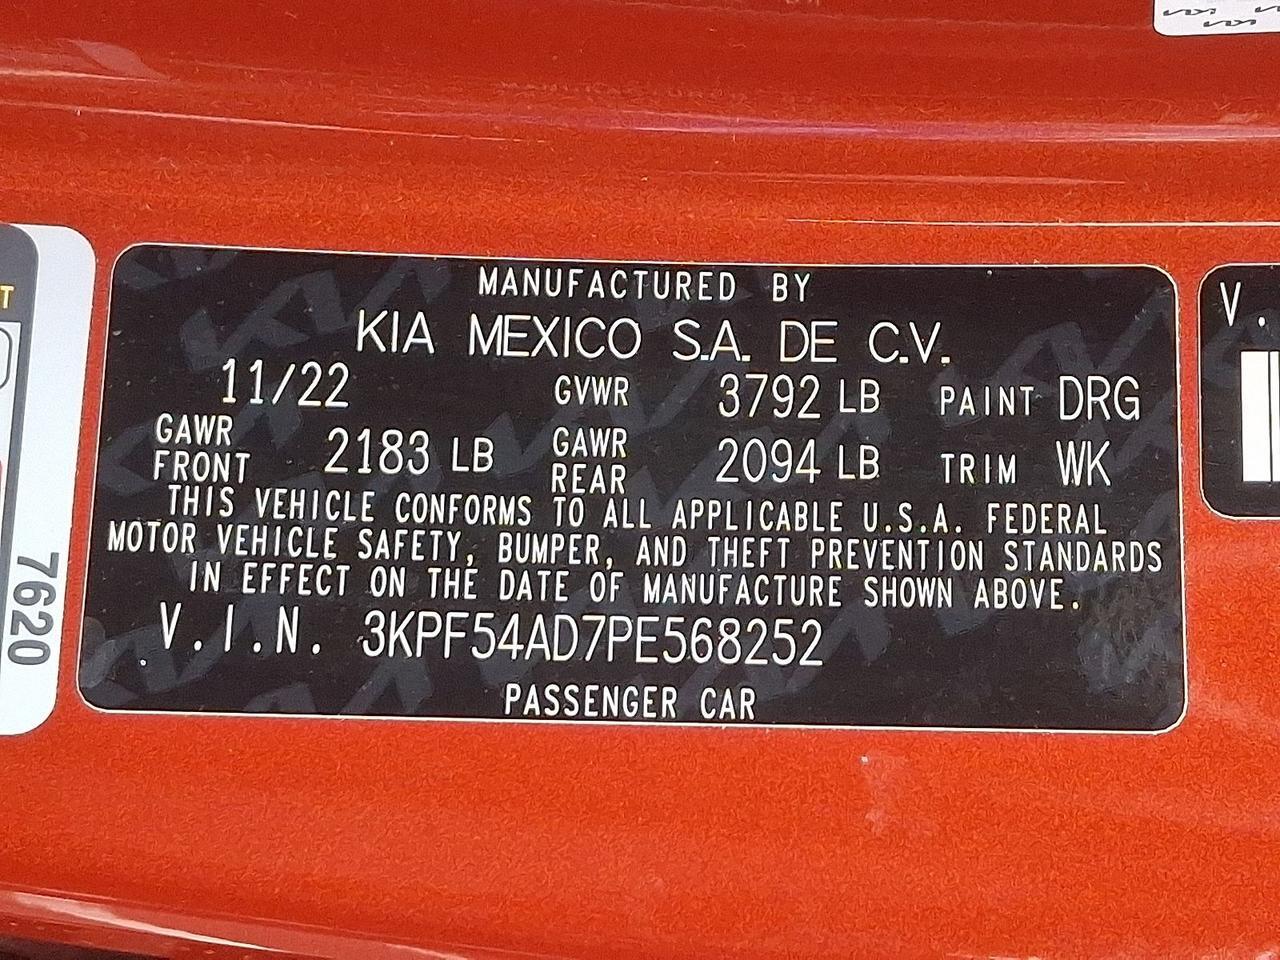 MANUFACTURED BY
KIA MEXICO S.A. DE C.V.
11/22 GVWR 3792 LB PAINT DRG
GAWR FRONT 2183 LB GAWR REAR 2094 LB TRIM WK
THIS VEHICLE CONFORMS TO ALL APPLICABLE U.S.A. FEDERAL
MOTOR VEHICLE SAFETY, BUMPER, AND THEFT PREVENTION STANDARDS
IN EFFECT ON THE DATE OF MANUFACTURE SHOWN ABOVE.
V.I.N. 3KPF54AD7PE568252
PASSENGER CAR
7620
T
V.